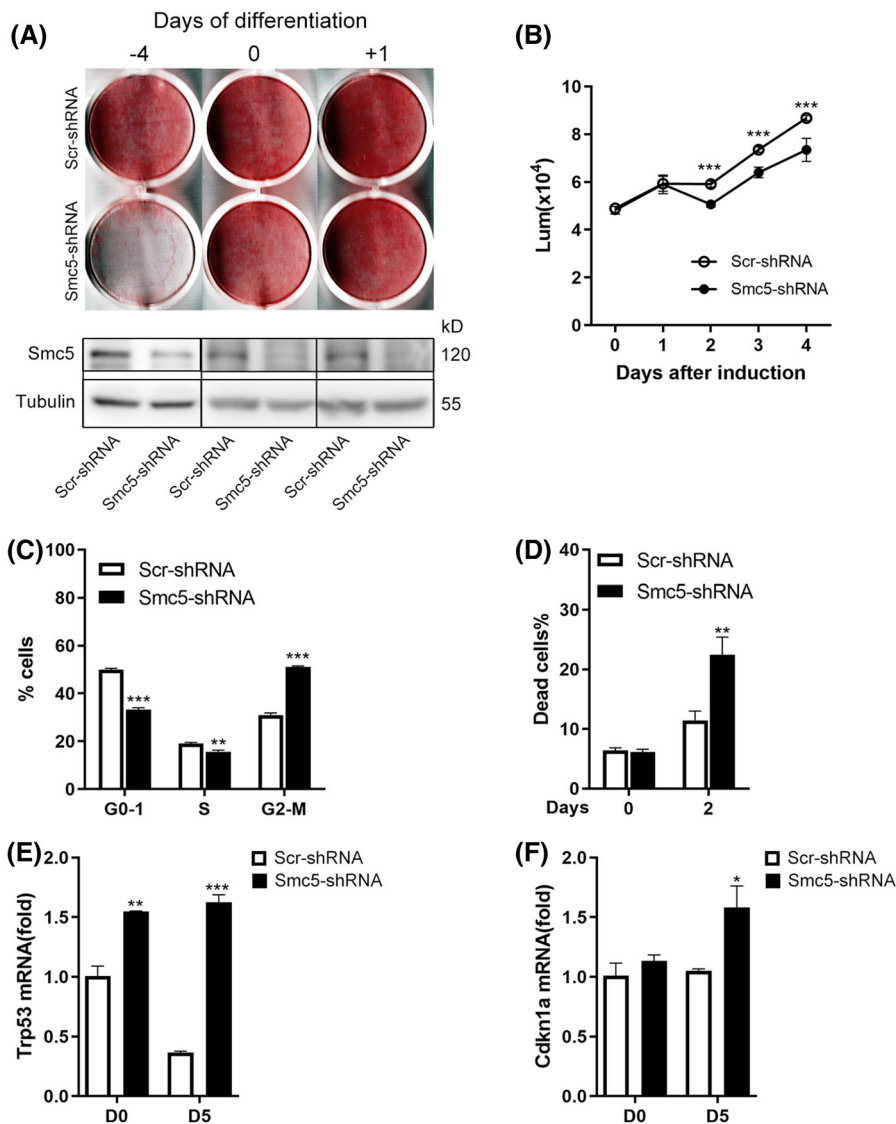 (A)
Days of differentiation
-4 0 +1
Scr-shRNA
Smc5-shRNA
kD
Smc5 120
Tubulin 55
Scr-shRNA Smc5-shRNA Scr-shRNA Smc5-shRNA Scr-shRNA Smc5-shRNA
(B)
Lum(x10⁴)
10
8
6
4
2
0
*** *** ***
Scr-shRNA
Smc5-shRNA
0 1 2 3 4
Days after induction
(C)
% cells
100
80
60
40
20
0
Scr-shRNA
Smc5-shRNA
*** ** ***
G0-1 S G2-M
(D)
Dead cells%
40
30
20
10
0
Scr-shRNA
Smc5-shRNA
**
Days 0 2
(E)
Trp53 mRNA(fold)
2.0
1.5
1.0
0.5
0.0
Scr-shRNA
Smc5-shRNA
** ***
D0 D5
(F)
Cdkn1a mRNA(fold)
2.0
1.5
1.0
0.5
0.0
Scr-shRNA
Smc5-shRNA
*
D0 D5